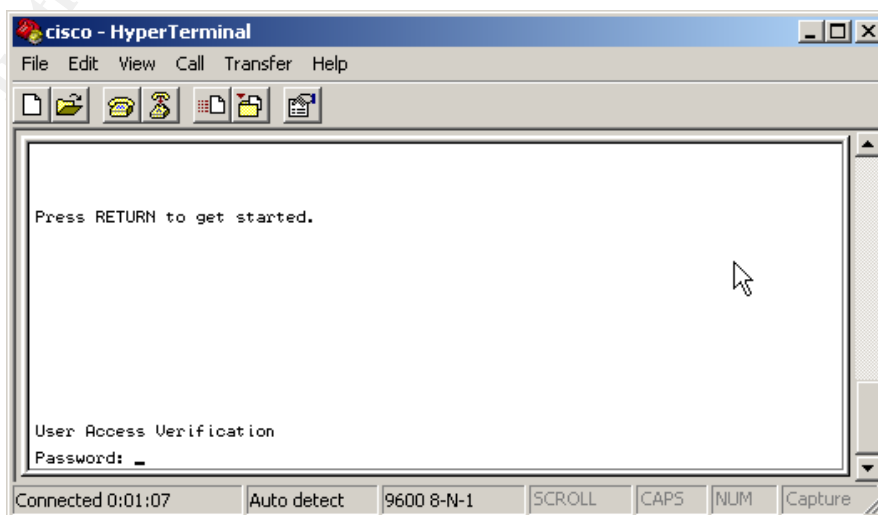 cisco - HyperTerminal
File Edit View Call Transfer Help
Press RETURN to get started.
User Access Verification
Password: _
Connected 0:01:07 Auto detect 9600 8-N-1 SCROLL CAPS NUM Capture